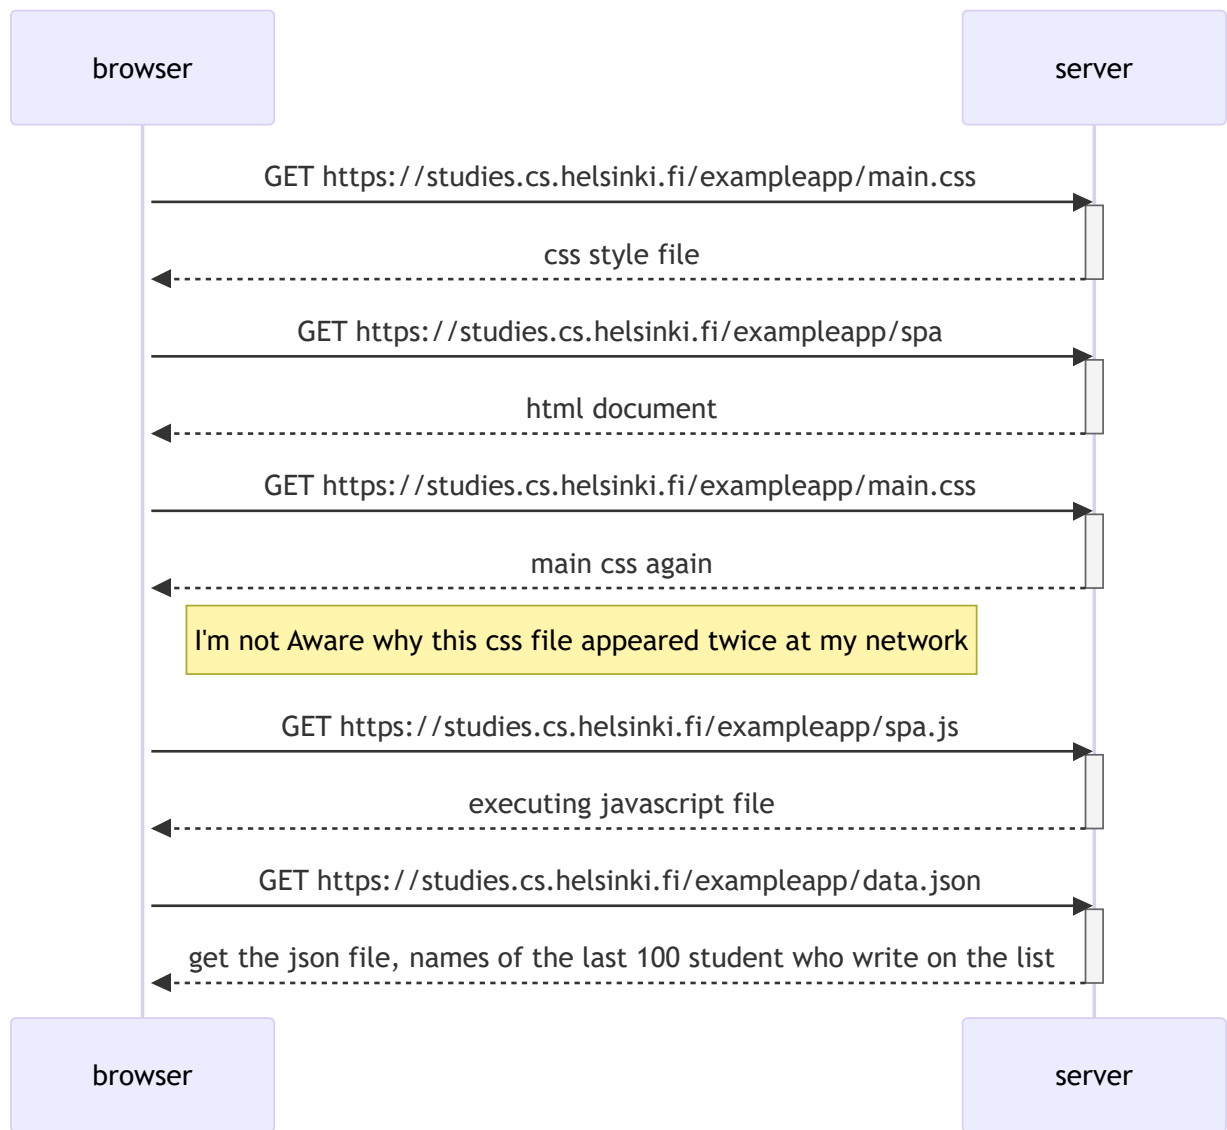 browser
server
GET https://studies.cs.helsinki.fi/exampleapp/main.css
css style file
GET https://studies.cs.helsinki.fi/exampleapp/spa
html document
GET https://studies.cs.helsinki.fi/exampleapp/main.css
main css again
I'm not Aware why this css file appeared twice at my network
GET https://studies.cs.helsinki.fi/exampleapp/spa.js
executing javascript file
GET https://studies.cs.helsinki.fi/exampleapp/data.json
get the json file, names of the last 100 student who write on the list
browser
server